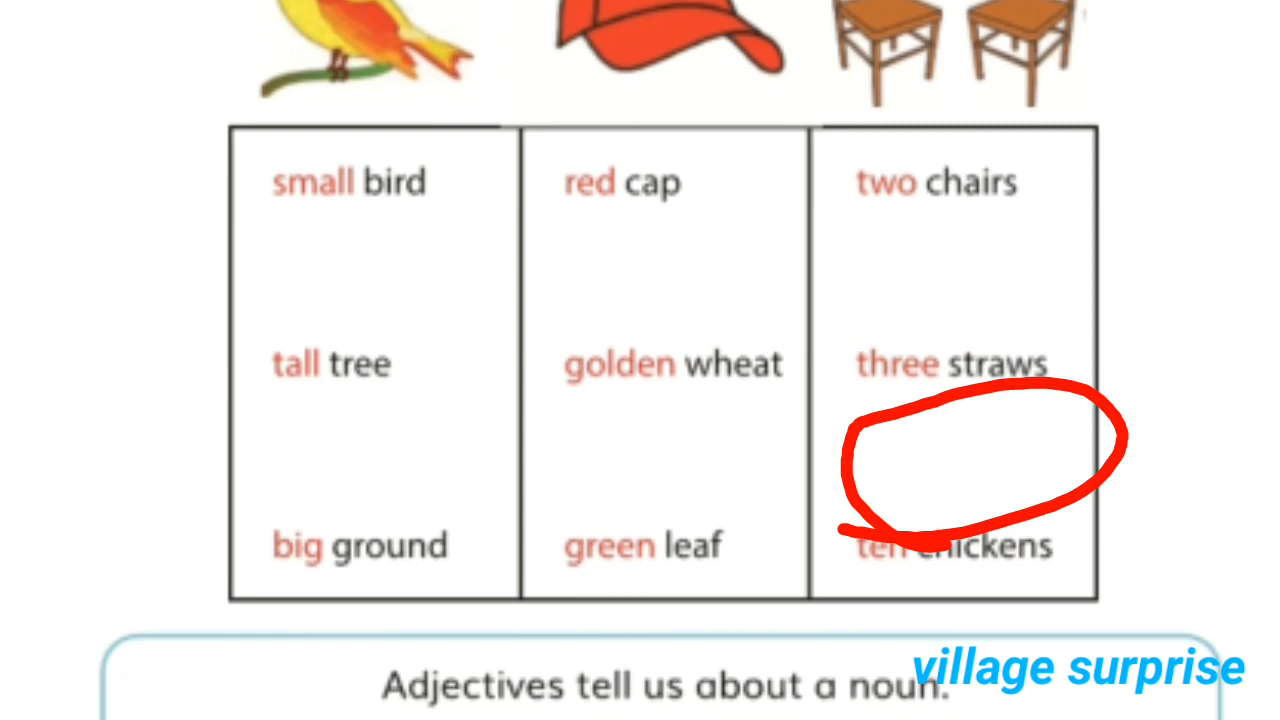 small bird red cap two chairs
tall tree golden wheat three straws
big ground green leaf ten chickens
Adjectives tell us about a noun.
village surprise